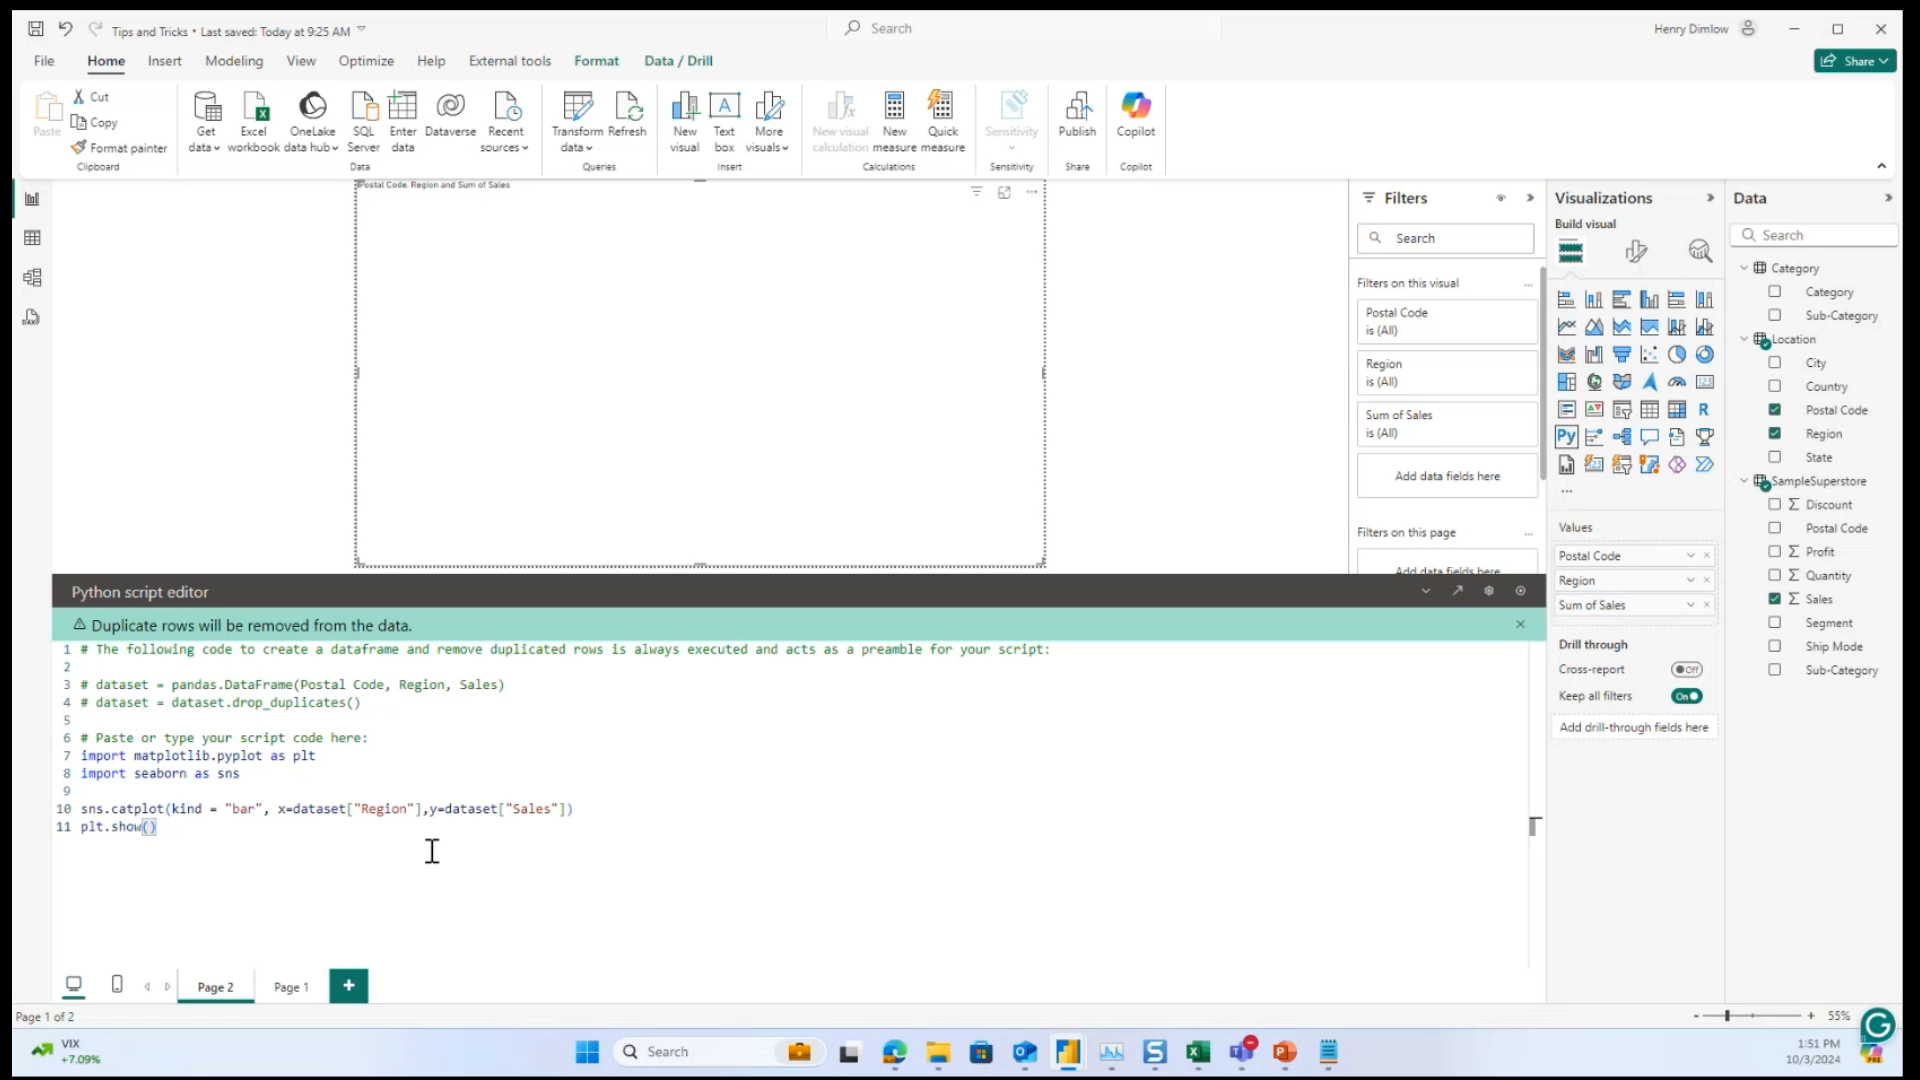 Tips and Tricks • Last saved: Today at 9:25 AM
Search
Henry Dimlow
File
Home
Insert
Modeling
View
Optimize
Help
External tools
Format
Data / Drill
Share
Paste
Cut
Copy
Format painter
Clipboard
Get data
Excel workbook
OneLake data hub
SQL Server
Enter data
Dataverse
Recent sources
Data
Transform data
Refresh
Queries
New visual
Text box
More visuals
Insert
New visual calculation
New measure
Quick measure
Calculations
Sensitivity
Sensitivity
Publish
Share
Copilot
Copilot
Postal Code, Region and Sum of Sales
Filters
Search
Filters on this visual
Postal Code
is (All)
Region
is (All)
Sum of Sales
is (All)
Add data fields here
Filters on this page
Add data fields here
Visualizations
Build visual
R
Py
Values
Postal Code
Region
Sum of Sales
Drill through
Cross-report
Off
Keep all filters
On
Add drill-through fields here
Data
Search
Category
Category
Sub-Category
Location
City
Country
Postal Code
Region
State
SampleSuperstore
Discount
Postal Code
Profit
Quantity
Sales
Segment
Ship Mode
Sub-Category
Python script editor
Duplicate rows will be removed from the data.
1 # The following code to create a dataframe and remove duplicated rows is always executed and acts as a preamble for your script:
2
3 # dataset = pandas.DataFrame(Postal Code, Region, Sales)
4 # dataset = dataset.drop_duplicates()
5
6 # Paste or type your script code here:
7 import matplotlib.pyplot as plt
8 import seaborn as sns
9
10 sns.catplot(kind = "bar", x=dataset["Region"],y=dataset["Sales"])
11 plt.show()
Page 2
Page 1
Page 1 of 2
55%
VIX
+7.09%
Search
1:51 PM
10/3/2024